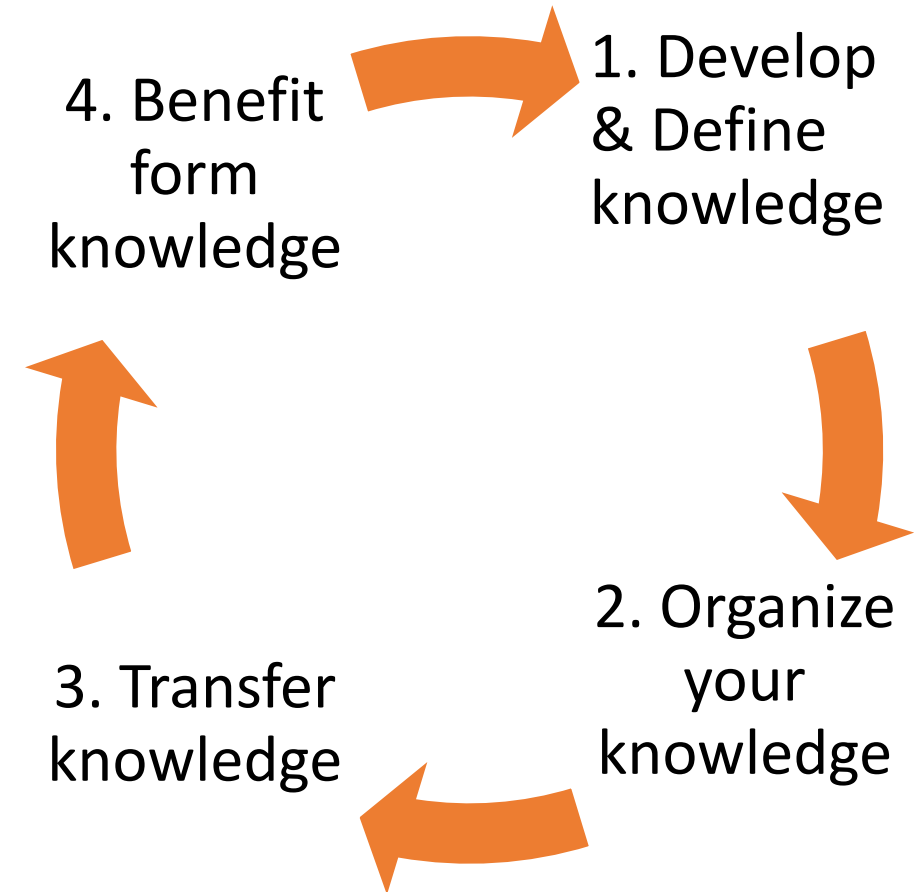 1. Develop
& Define
knowledge
2. Organize
your
knowledge
3. Transfer
knowledge
4. Benefit
form
knowledge